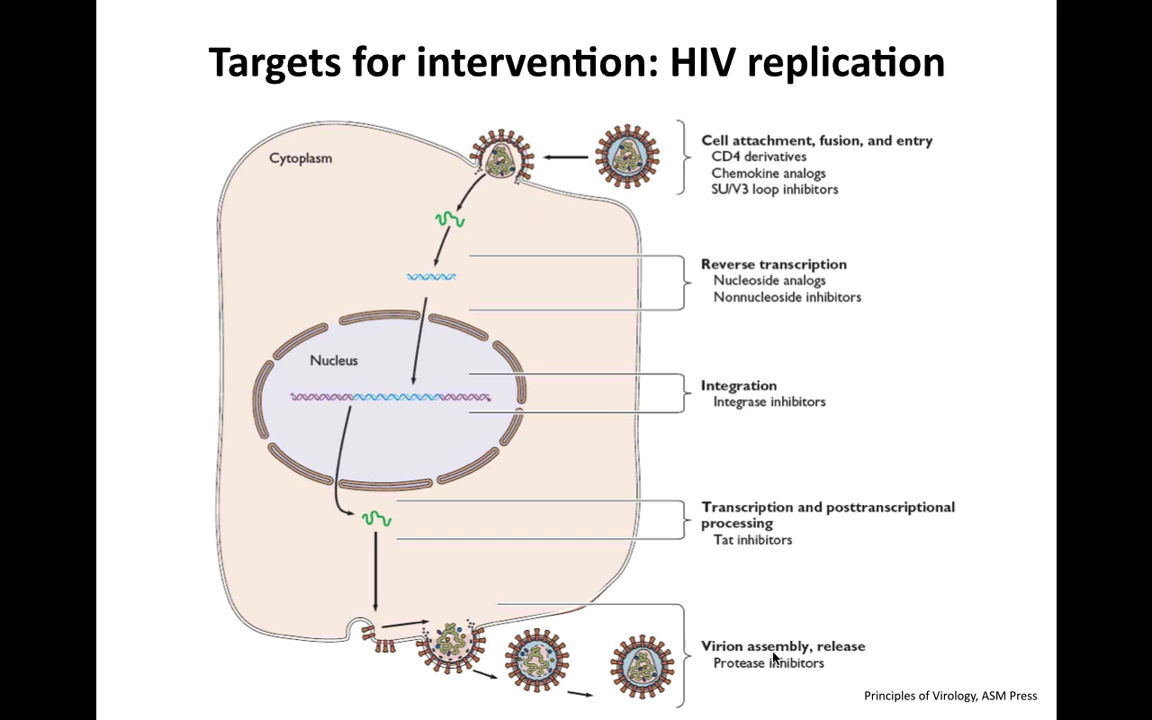 Targets for intervention: HIV replication
Cytoplasm
Cell attachment, fusion, and entry
CD4 derivatives
Chemokine analogs
SU/V3 loop inhibitors
Reverse transcription
Nucleoside analogs
Nonnucleoside inhibitors
Nucleus
Integration
Integrase inhibitors
Transcription and posttranscriptional
processing
Tat inhibitors
Virion assembly, release
Protease inhibitors
Principles of Virology, ASM Press